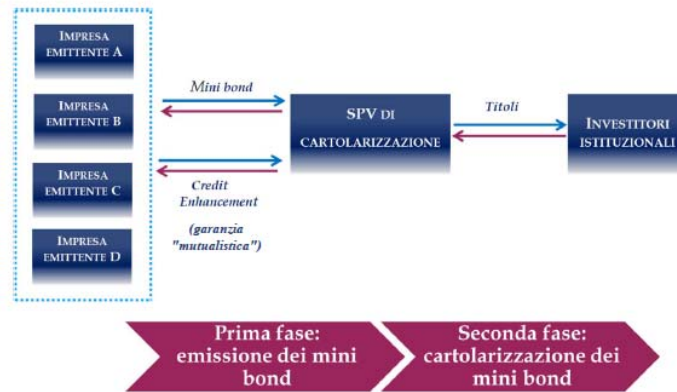 IMPRESA
EMITTENTE A
IMPRESA
EMITTENTE B
IMPRESA
EMITTENTE C
IMPRESA
EMITTENTE D
Mini bond
Credit
Enhancement
(garanzia
"mutualistica")
SPV DI
CARTOLARIZZAZIONE
Titoli
INVESTITORI
ISTITUZIONALI
Prima fase:
emissione dei mini
bond
Seconda fase:
cartolarizzazione dei
mini bond